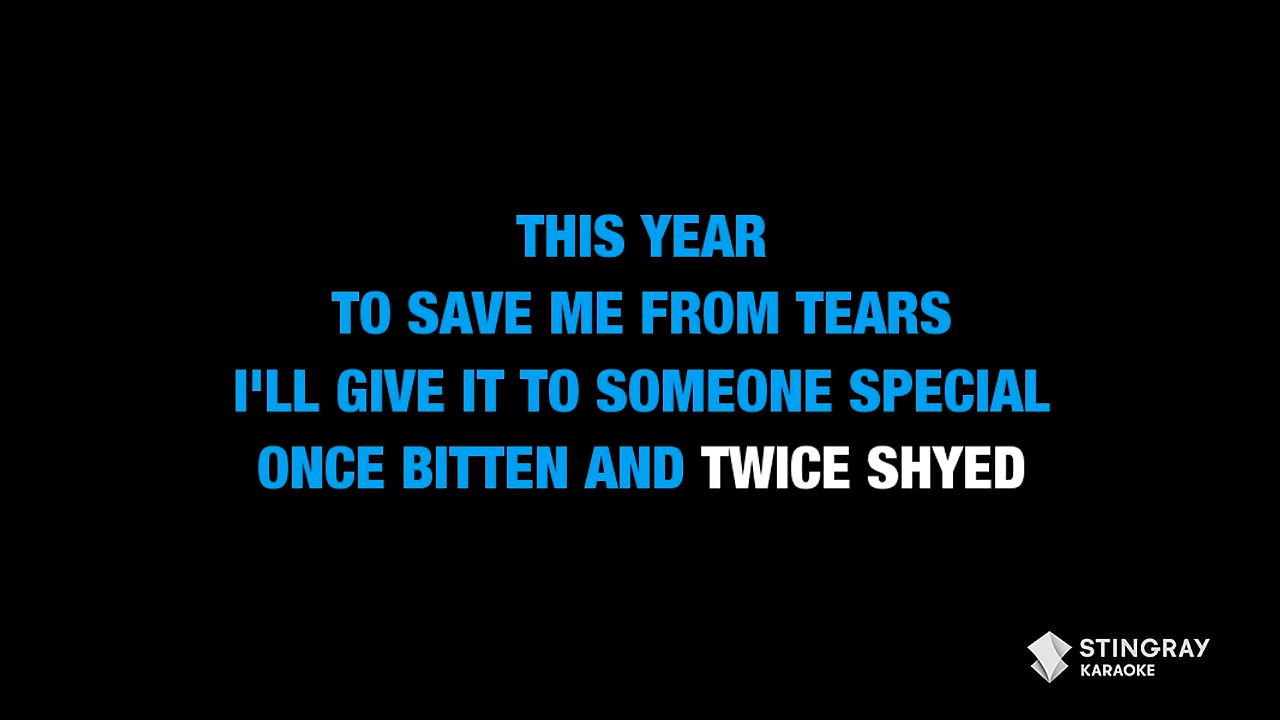 THIS YEAR
TO SAVE ME FROM TEARS
I'LL GIVE IT TO SOMEONE SPECIAL
ONCE BITTEN AND TWICE SHYED
STINGRAY
KARAOKE